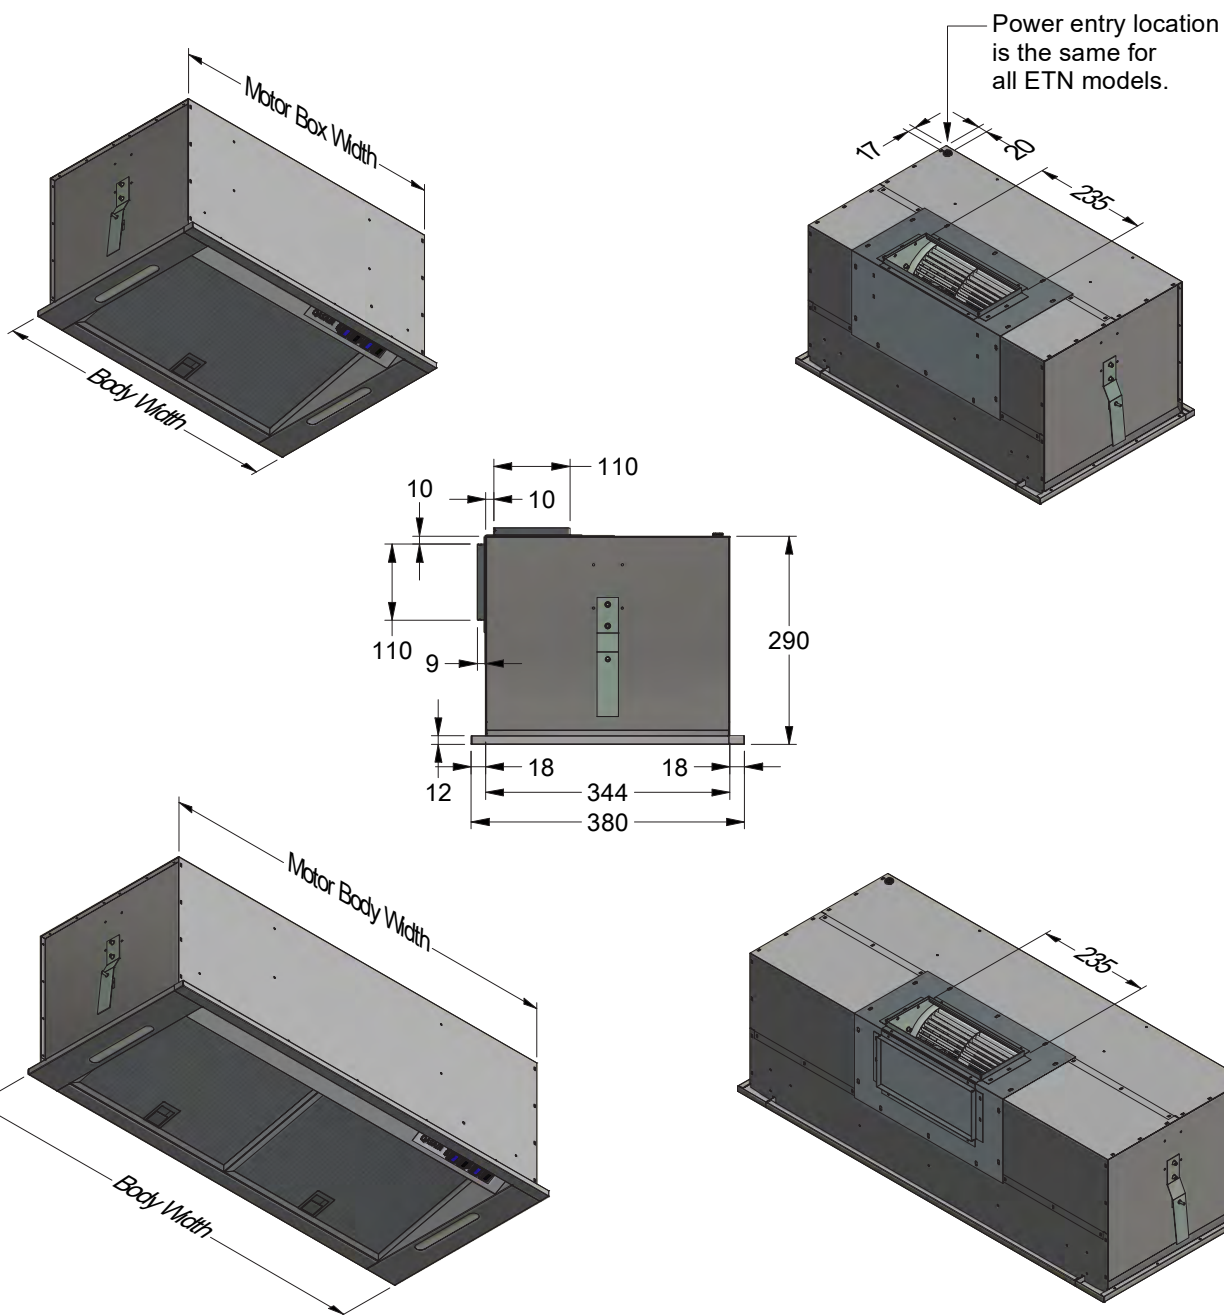 Power entry location
is the same for
all ETN models.
Motor Box Width
17
20
235
Body Width
110
10
10
110
9
290
12
18
18
344
380
Motor Body Width
235
Body Width